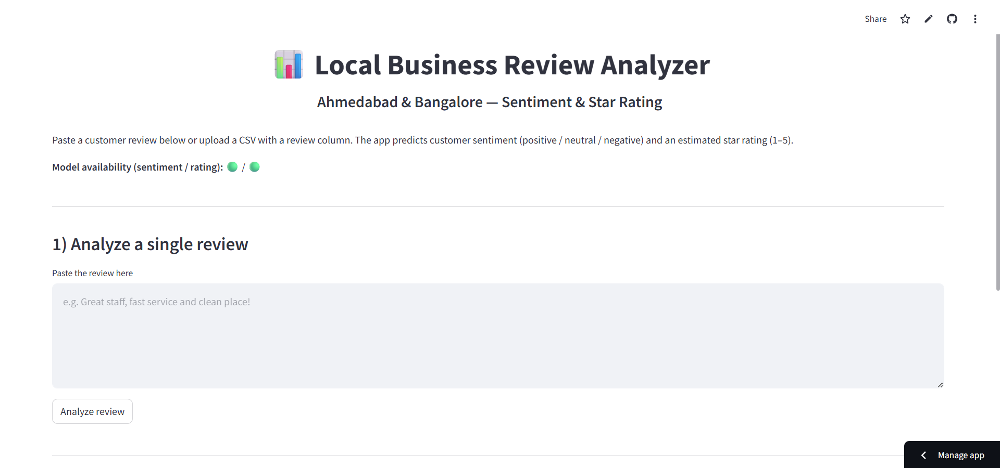 Share
Local Business Review Analyzer
Ahmedabad & Bangalore — Sentiment & Star Rating
Paste a customer review below or upload a CSV with a review column. The app predicts customer sentiment (positive / neutral / negative) and an estimated star rating (1–5).
Model availability (sentiment / rating): /
1) Analyze a single review
Paste the review here
e.g. Great staff, fast service and clean place!
Analyze review
Manage app